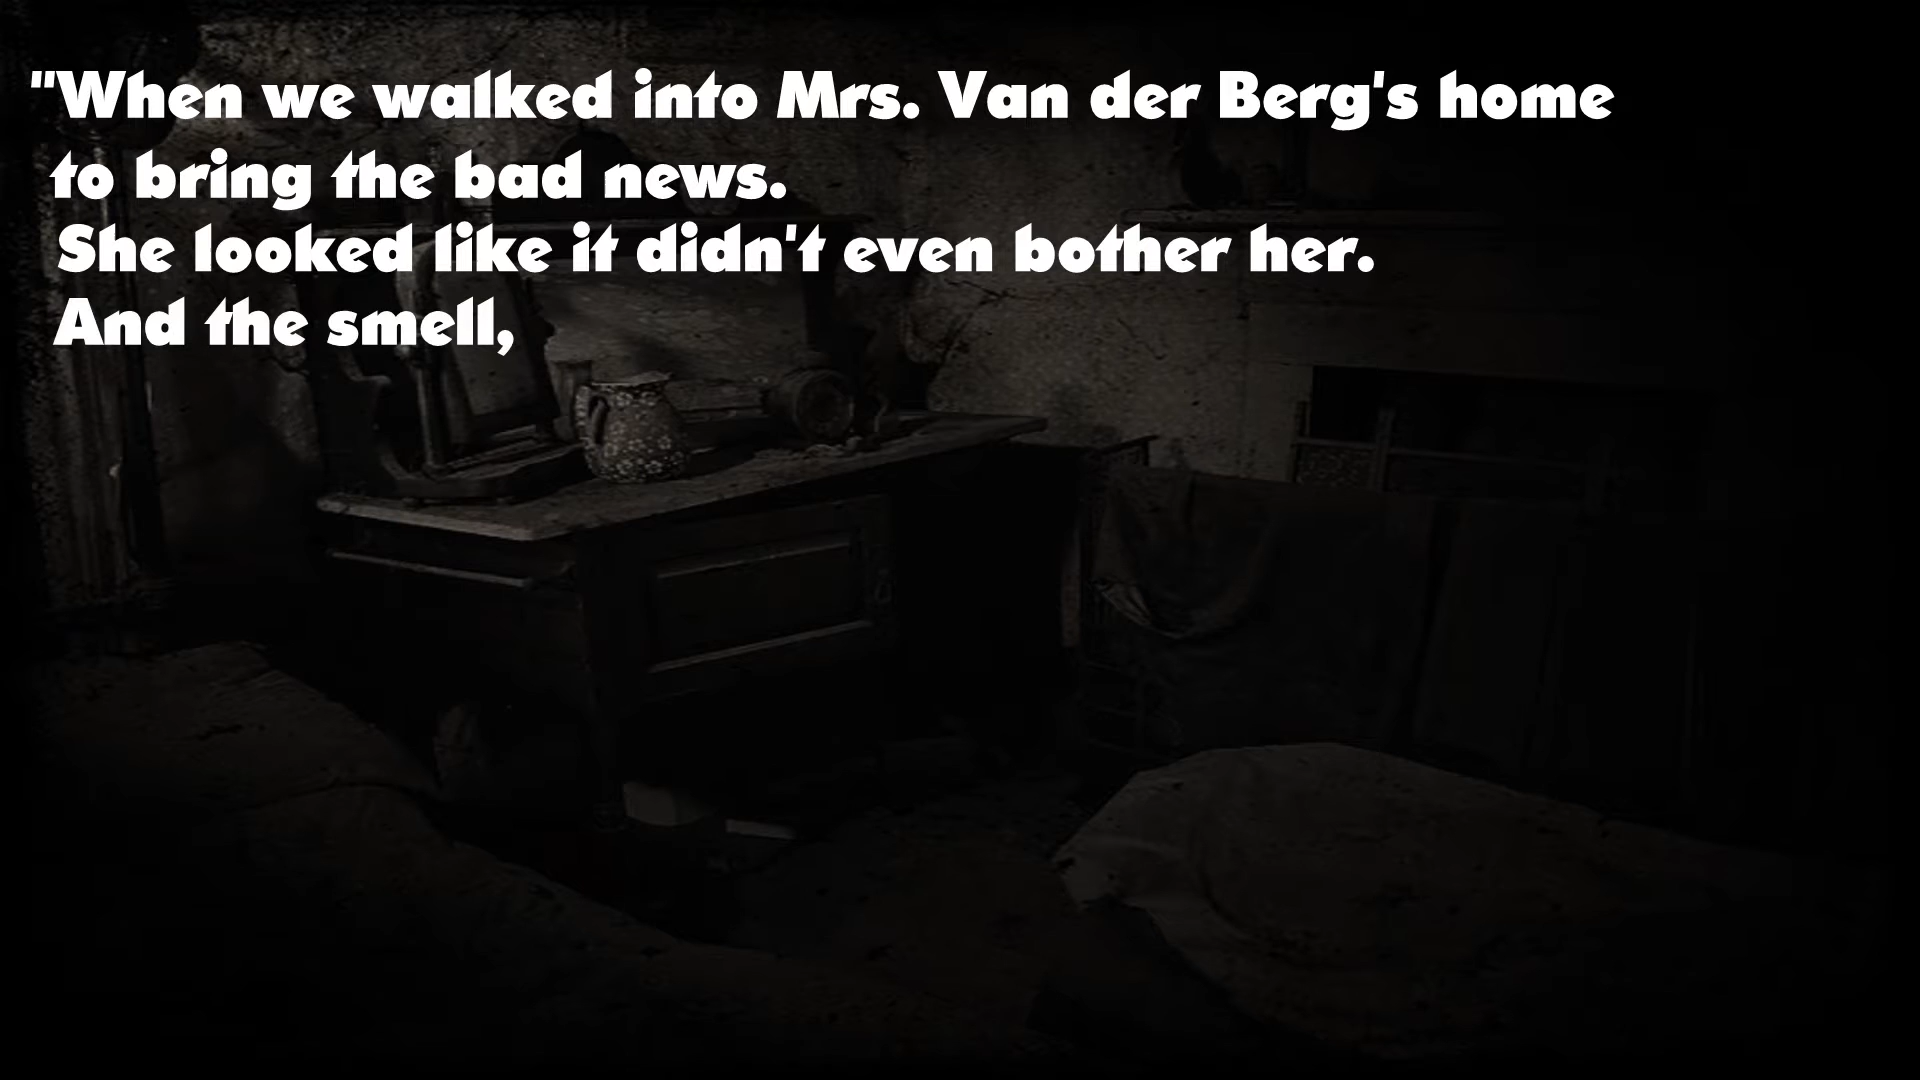 "When we walked into Mrs. Van der Berg's home
to bring the bad news.
She looked like it didn't even bother her.
And the smell,